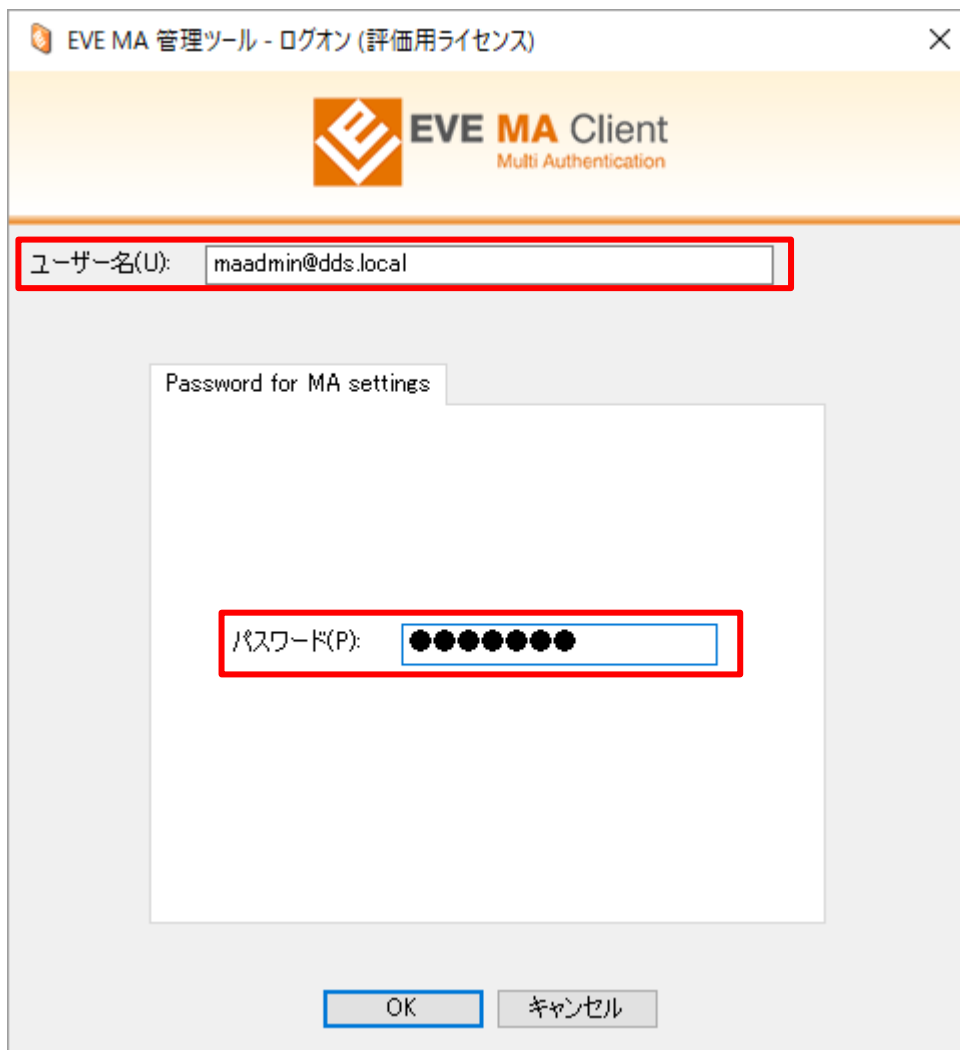 EVE MA 管理ツール - ログオン (評価用ライセンス)
EVE MA Client
Multi Authentication
ユーザー名(U): maadmin@dds.local
Password for MA settings
パスワード(P): ●●●●●●●
OK キャンセル